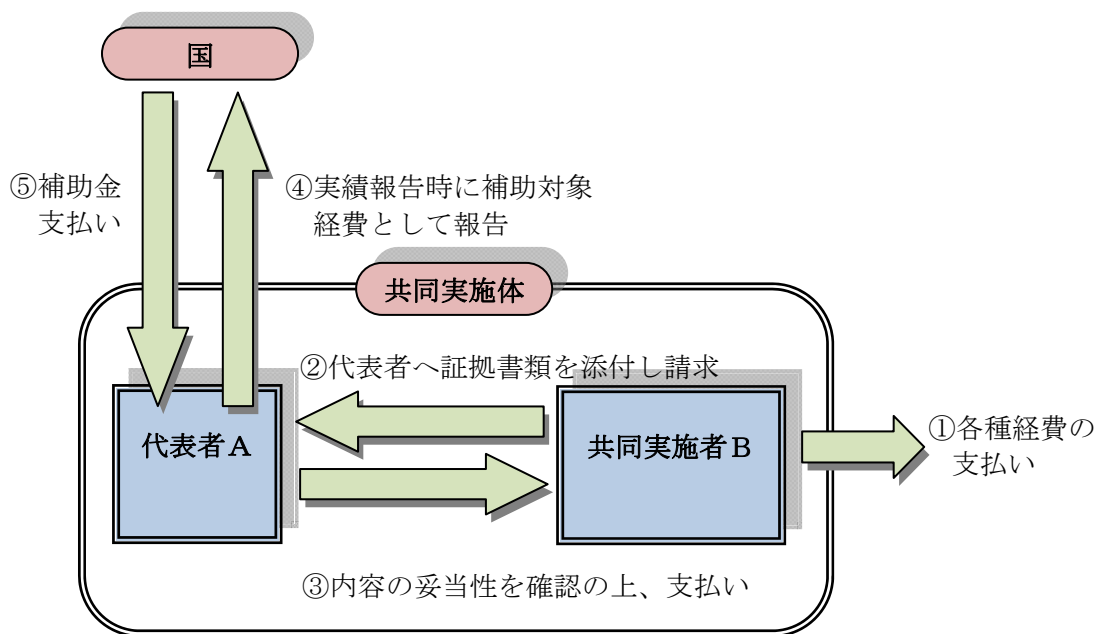 国
⑤補助金
支払い
④実績報告時に補助対象
経費として報告
共同実施体
②代表者へ証拠書類を添付し請求
代表者A
共同実施者B
①各種経費の
支払い
③内容の妥当性を確認の上、支払い